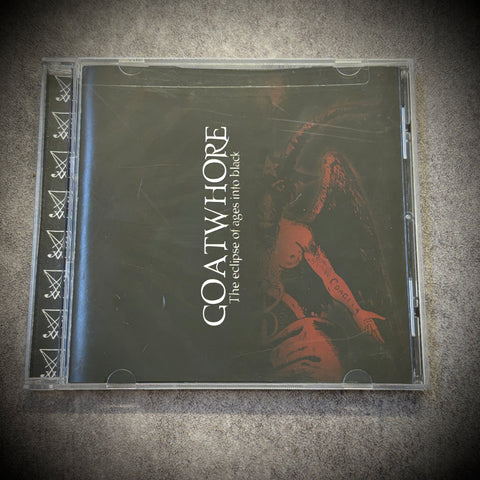 GOATWHORE
The eclipse of ages into black